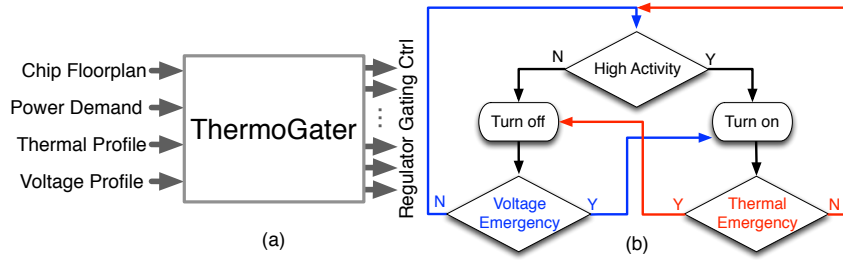 Chip Floorplan
Power Demand
Thermal Profile
Voltage Profile
ThermoGater
Regulator Gating Ctrl
(a)
N
High Activity
Y
Turn off
Turn on
N
Voltage
Emergency
Y
Y
Thermal
Emergency
N
(b)